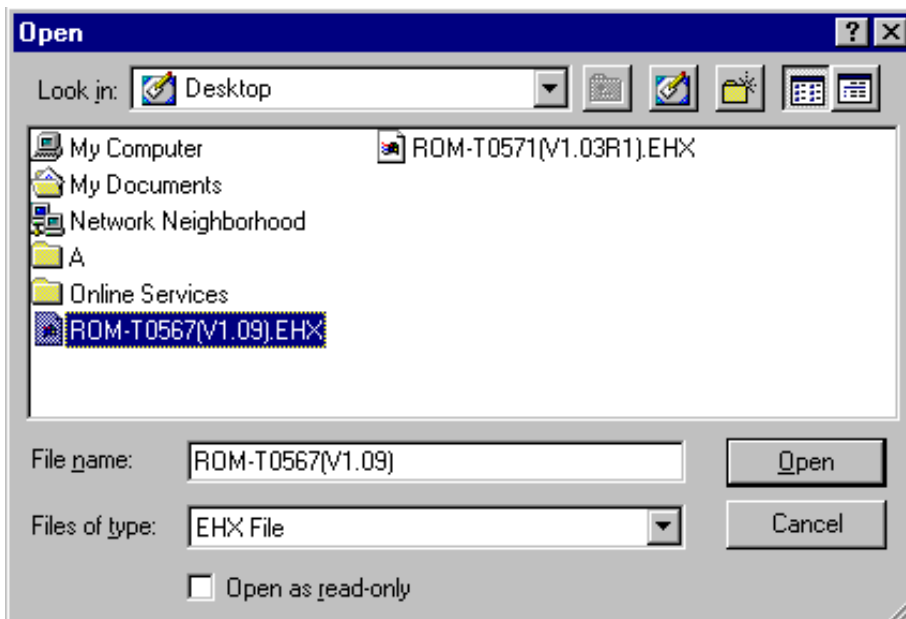 Open
Look in: Desktop
My Computer
My Documents
Network Neighborhood
A
Online Services
ROM-T0567(V1.09).EHX
ROM-T0571(V1.03R1).EHX
File name: ROM-T0567(V1.09) Open
Files of type: EHX File Cancel
Open as read-only